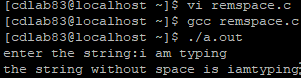 [cdlab83@localhost ~]$ vi remspace.c
[cdlab83@localhost ~]$ gcc remspace.c
[cdlab83@localhost ~]$ ./a.out
enter the string:i am typing
the string without space is iamtyping